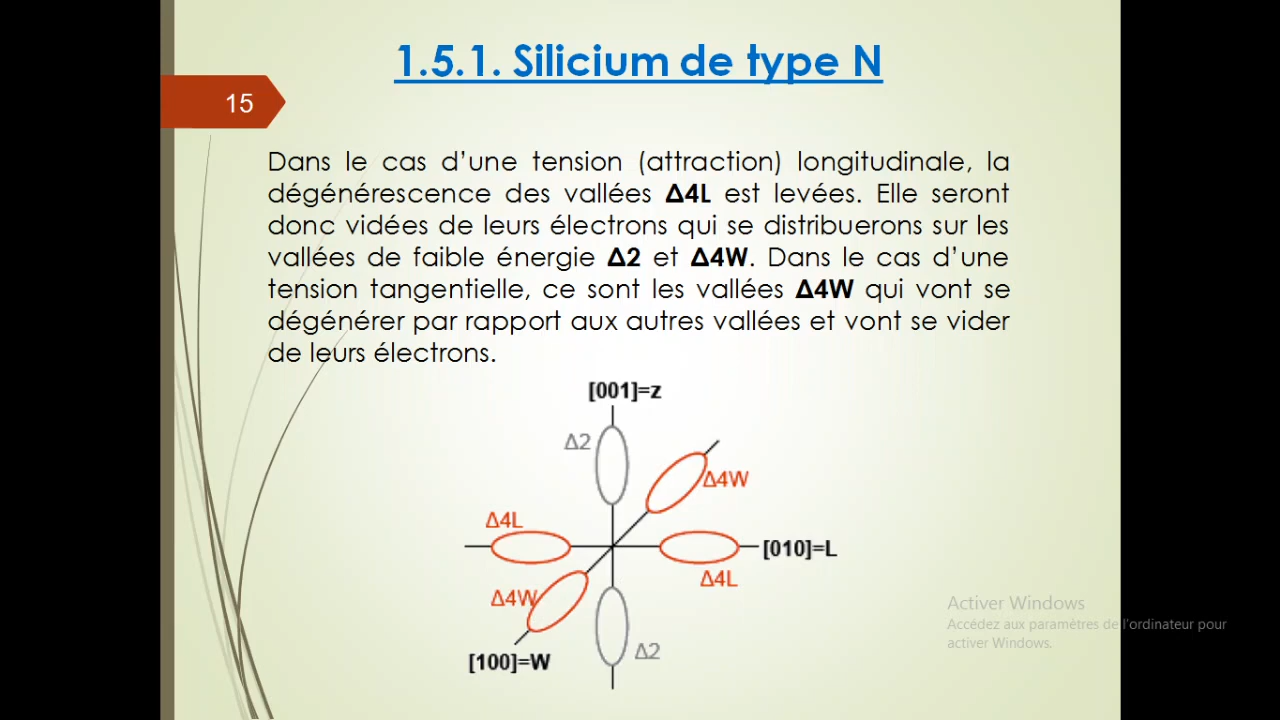 1.5.1. Silicium de type N
15
Dans le cas d’une tension (attraction) longitudinale, la
dégénérescence des vallées Δ4L est levées. Elle seront
donc vidées de leurs électrons qui se distribuerons sur les
vallées de faible énergie Δ2 et Δ4W. Dans le cas d’une
tension tangentielle, ce sont les vallées Δ4W qui vont se
dégénérer par rapport aux autres vallées et vont se vider
de leurs électrons.
[001]=z
Δ2
Δ4W
Δ4L
[010]=L
Δ4L
Δ4W
Δ2
[100]=W
Activer Windows
Accédez aux paramètres de l'ordinateur pour
activer Windows.